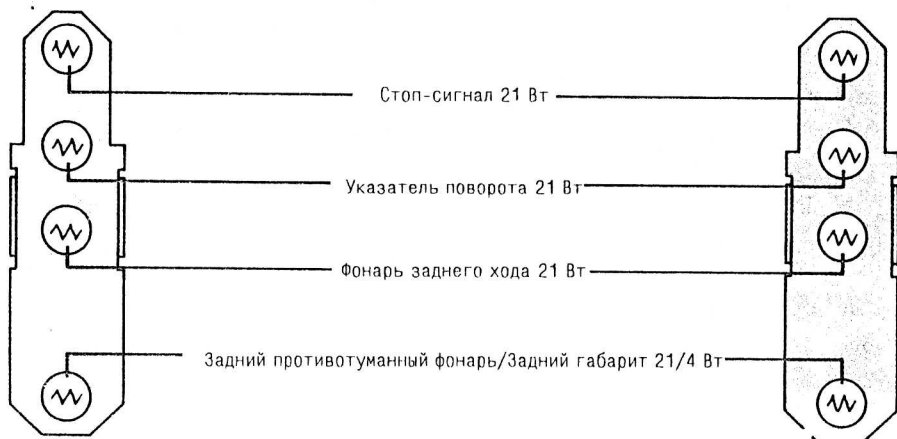 Стоп-сигнал 21 Вт
Указатель поворота 21 Вт
Фонарь заднего хода 21 Вт
Задний противотуманный фонарь/Задний габарит 21/4 Вт